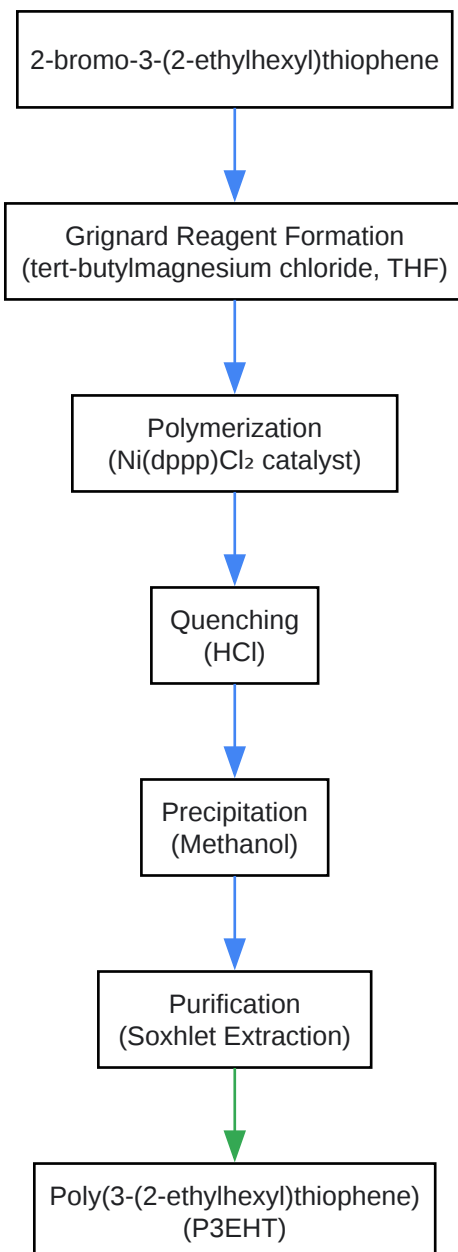 2-bromo-3-(2-ethylhexyl)thiophene
Grignard Reagent Formation
(tert-butylmagnesium chloride, THF)
Polymerization
(Ni(dppp)Cl₂ catalyst)
Quenching
(HCl)
Precipitation
(Methanol)
Purification
(Soxhlet Extraction)
Poly(3-(2-ethylhexyl)thiophene)
(P3EHT)